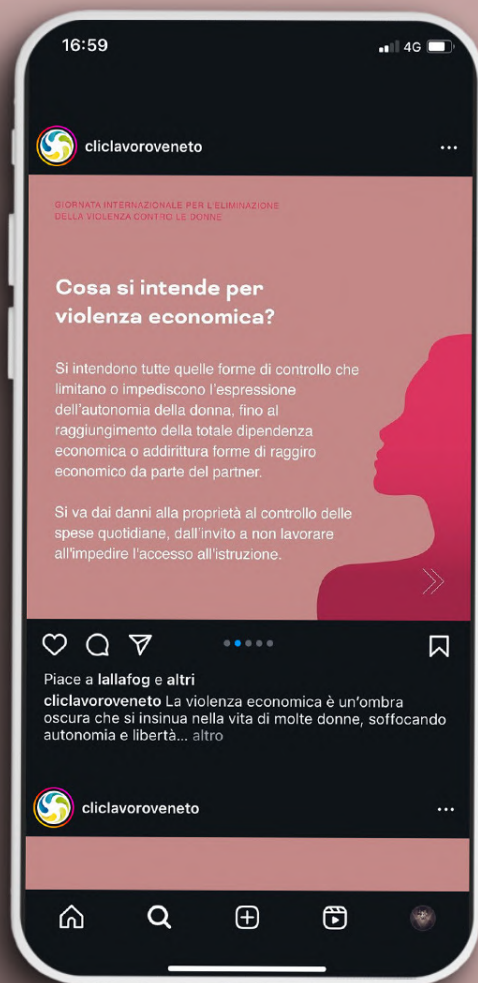 16:59
4G
cliclavoroveneto
GIORNATA INTERNAZIONALE PER L'ELIMINAZIONE
DELLA VIOLENZA CONTRO LE DONNE
Cosa si intende per
violenza economica?
Si intendono tutte quelle forme di controllo che
limitano o impediscono l'espressione
dell'autonomia della donna, fino al
raggiungimento della totale dipendenza
economica o addirittura forme di raggiro
economico da parte del partner.
Si va dai danni alla proprietà al controllo delle
spese quotidiane, dall'invito a non lavorare
all'impedire l'accesso all'istruzione.
Piace a lallafog e altri
cliclavoroveneto La violenza economica è un'ombra
oscura che si insinua nella vita di molte donne, soffocando
autonomia e libertà... altro
cliclavoroveneto